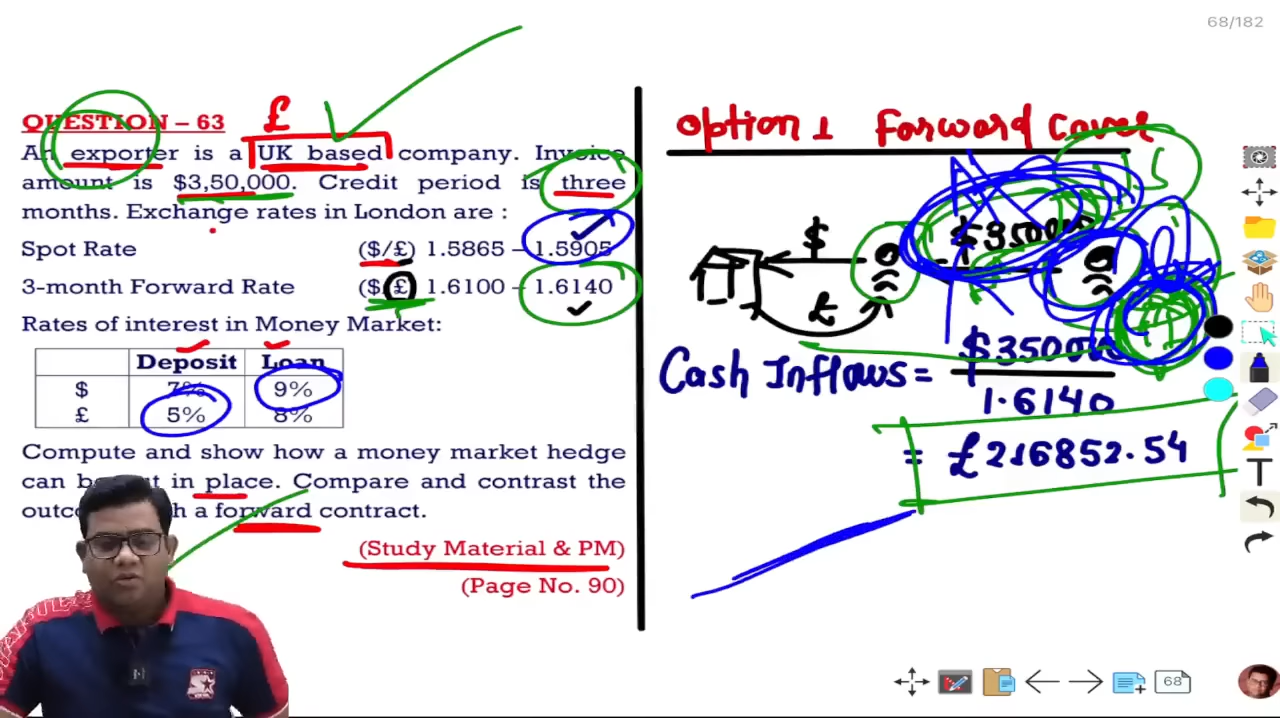 68/182
QUESTION – 63
£
An exporter is a UK based company. Invoice
amount is $3,50,000. Credit period is three
months. Exchange rates in London are :
Spot Rate ($/£) 1.5865 – 1.5905
3-month Forward Rate ($/£) 1.6100 – 1.6140
Rates of interest in Money Market:
Deposit Loan
$ 7% 9%
£ 5% 8%
Compute and show how a money market hedge
can be put in place. Compare and contrast the
with a forward contract.
(Study Material & PM)
(Page No. 90)
Option 1 Forward Cover
$ $350000
£
Cash Inflows = $350000
1.6140
= £216852.54
68